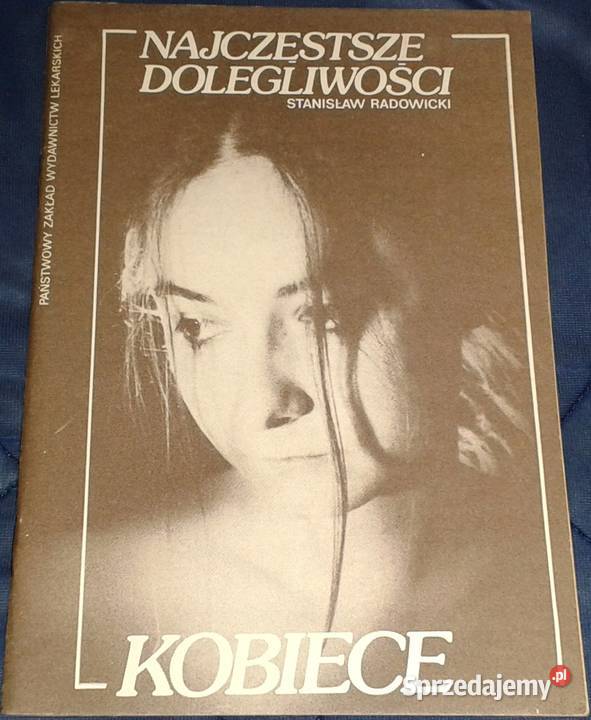 NAJCZĘSTSZE
DOLEGLIWOŚCI
STANISŁAW RADOWICKI
PAŃSTWOWY ZAKŁAD WYDAWNICTW LEKARSKICH
KOBIECE
Sprzedajemy.pl